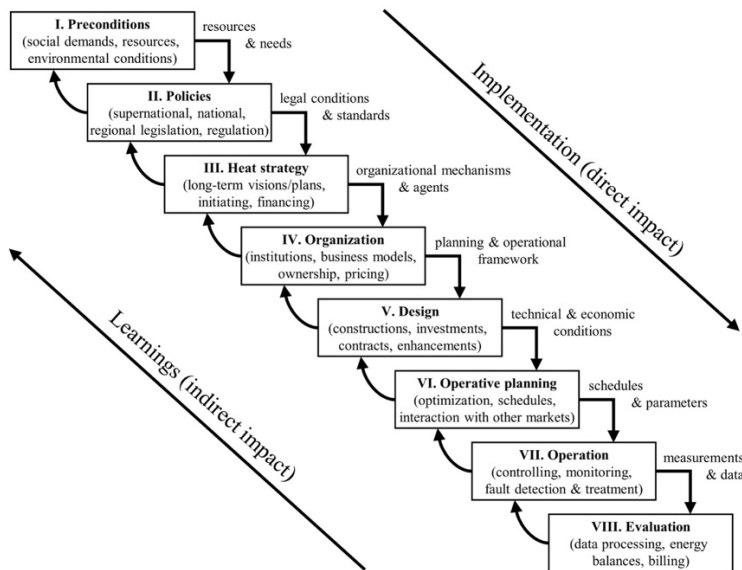 I. Preconditions
(social demands, resources,
environmental conditions)
resources
& needs
II. Policies
(supernational, national,
regional legislation, regulation)
legal conditions
& standards
III. Heat strategy
(long-term visions/plans,
initiating, financing)
organizational mechanisms
& agents
IV. Organization
(institutions, business models,
ownership, pricing)
planning & operational
framework
V. Design
(constructions, investments,
contracts, enhancements)
technical & economic
conditions
VI. Operative planning
(optimization, schedules,
interaction with other markets)
schedules
& parameters
VII. Operation
(controlling, monitoring,
fault detection & treatment)
measurements
& data
VIII. Evaluation
(data processing, energy
balances, billing)
Implementation (direct impact)
Learnings (indirect impact)